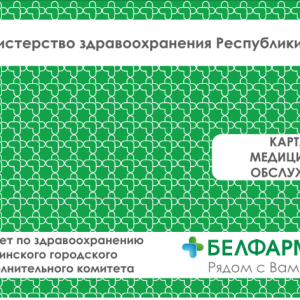 истерство здравоохранения Республики
КАРТ
МЕДИЦИ
ОБСЛУЖ
ет по здравоохранению
инского городского
лнительного комитета
БЕЛФАРМ
Рядом с Вам